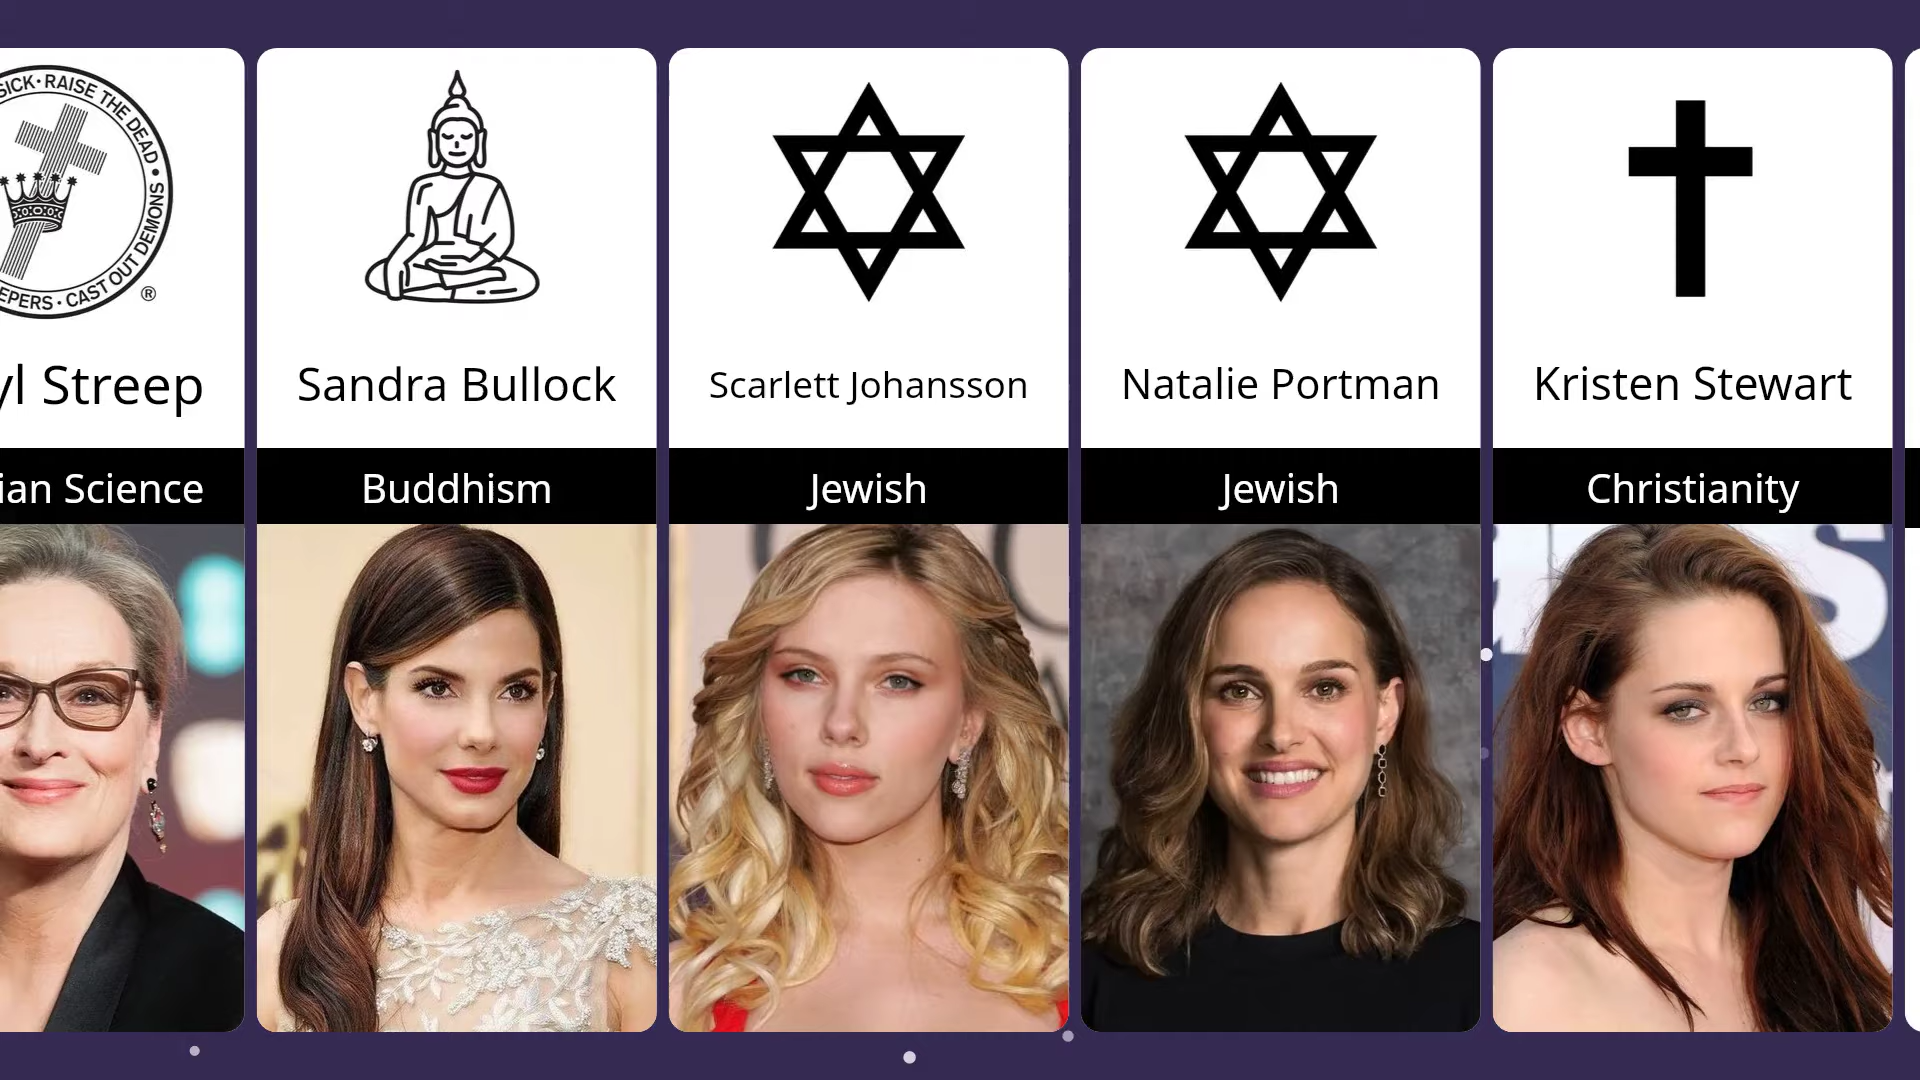 SICK · RAISE THE DEAD ·
EPERS · CAST OUT DEMONS
®
yl Streep
ian Science
Sandra Bullock
Buddhism
Scarlett Johansson
Jewish
Natalie Portman
Jewish
Kristen Stewart
Christianity